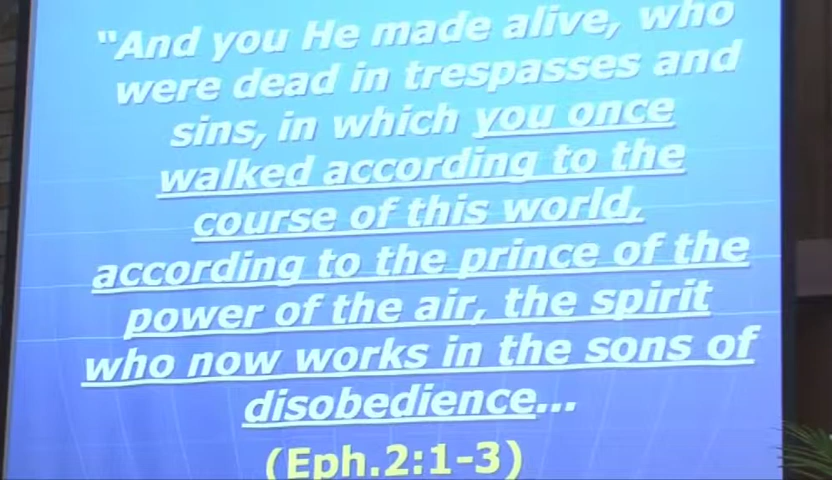 “And you He made alive, who
were dead in trespasses and
sins, in which you once
walked according to the
course of this world,
according to the prince of the
power of the air, the spirit
who now works in the sons of
disobedience...
(Eph.2:1-3)